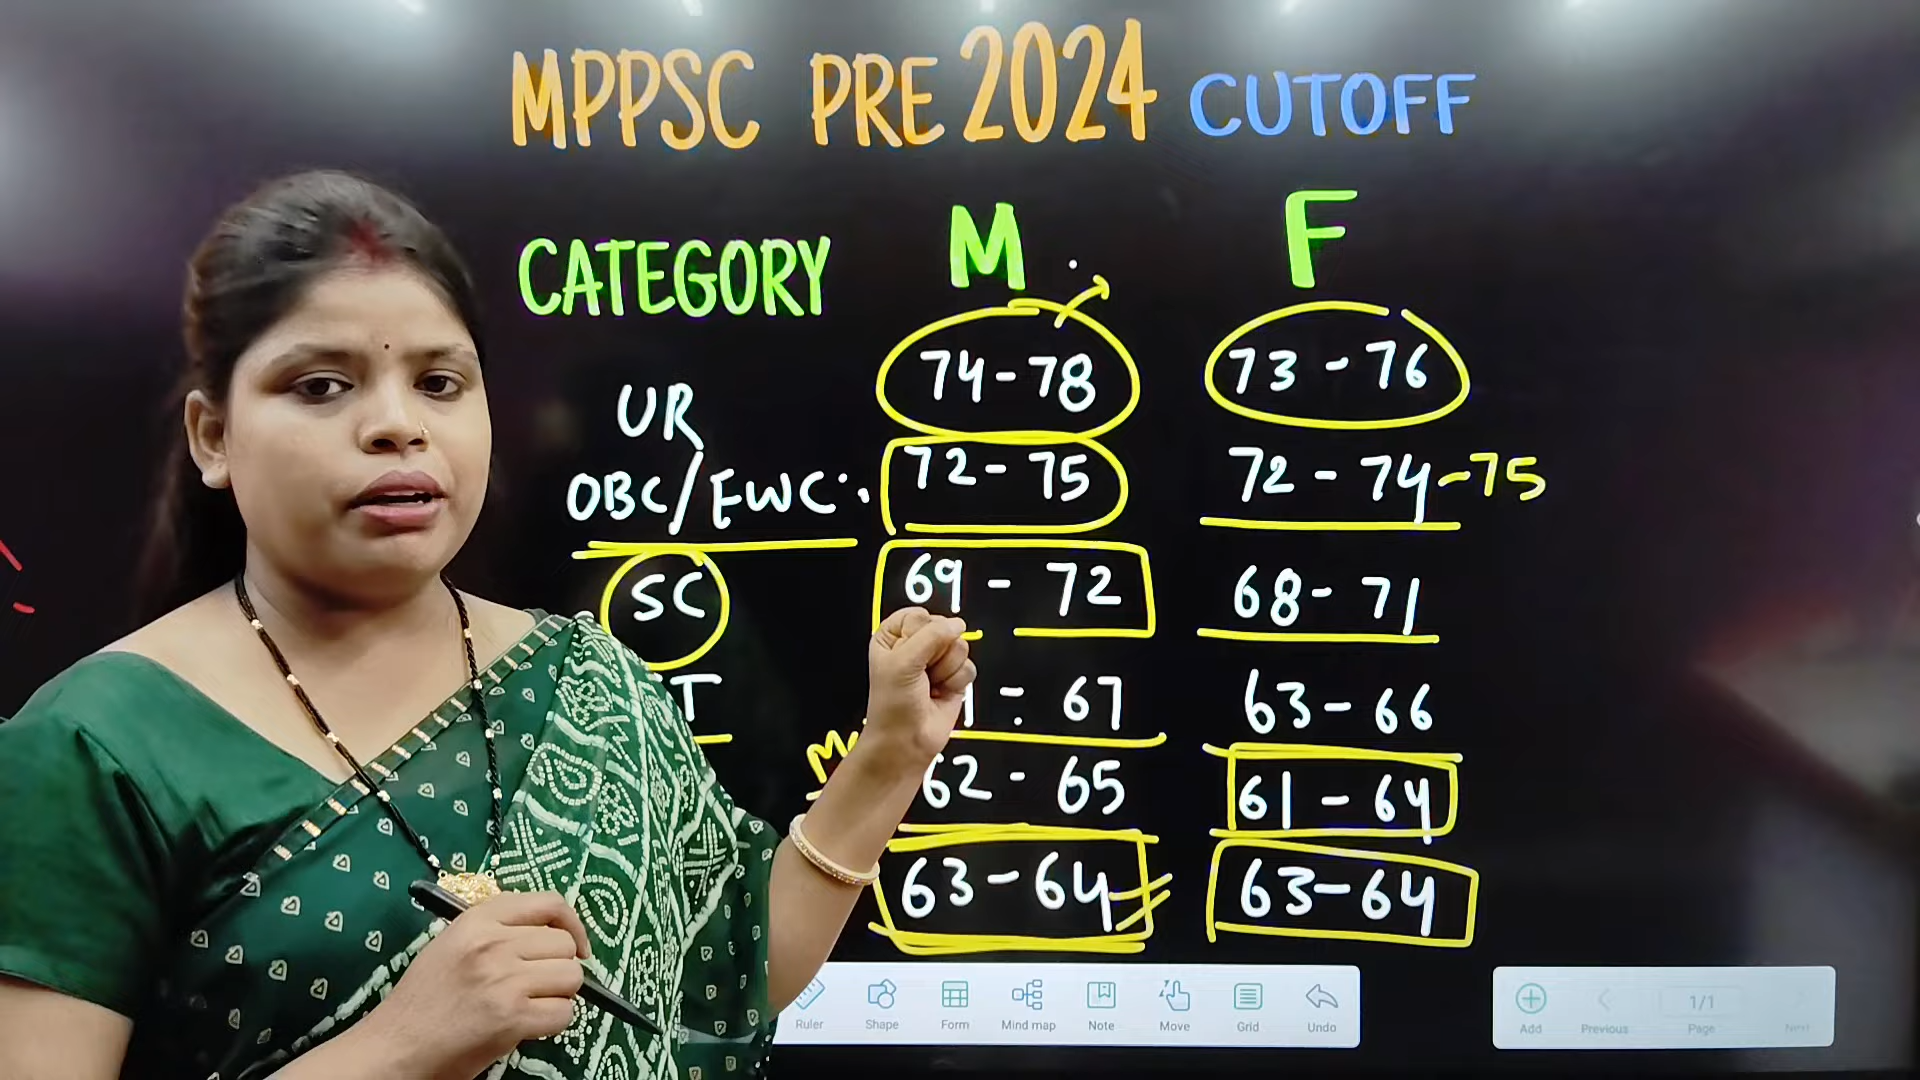 MPPSC PRE 2024 CUTOFF
CATEGORY M F
UR 74-78 73-76
OBC/EWC 72-75 72-74-75
SC 69-72 68-71
67 63-66
62-65 61-64
63-64 63-64
Ruler Shape Form Mind map Note Move Grid Undo
1/1
Add Previous Page Next